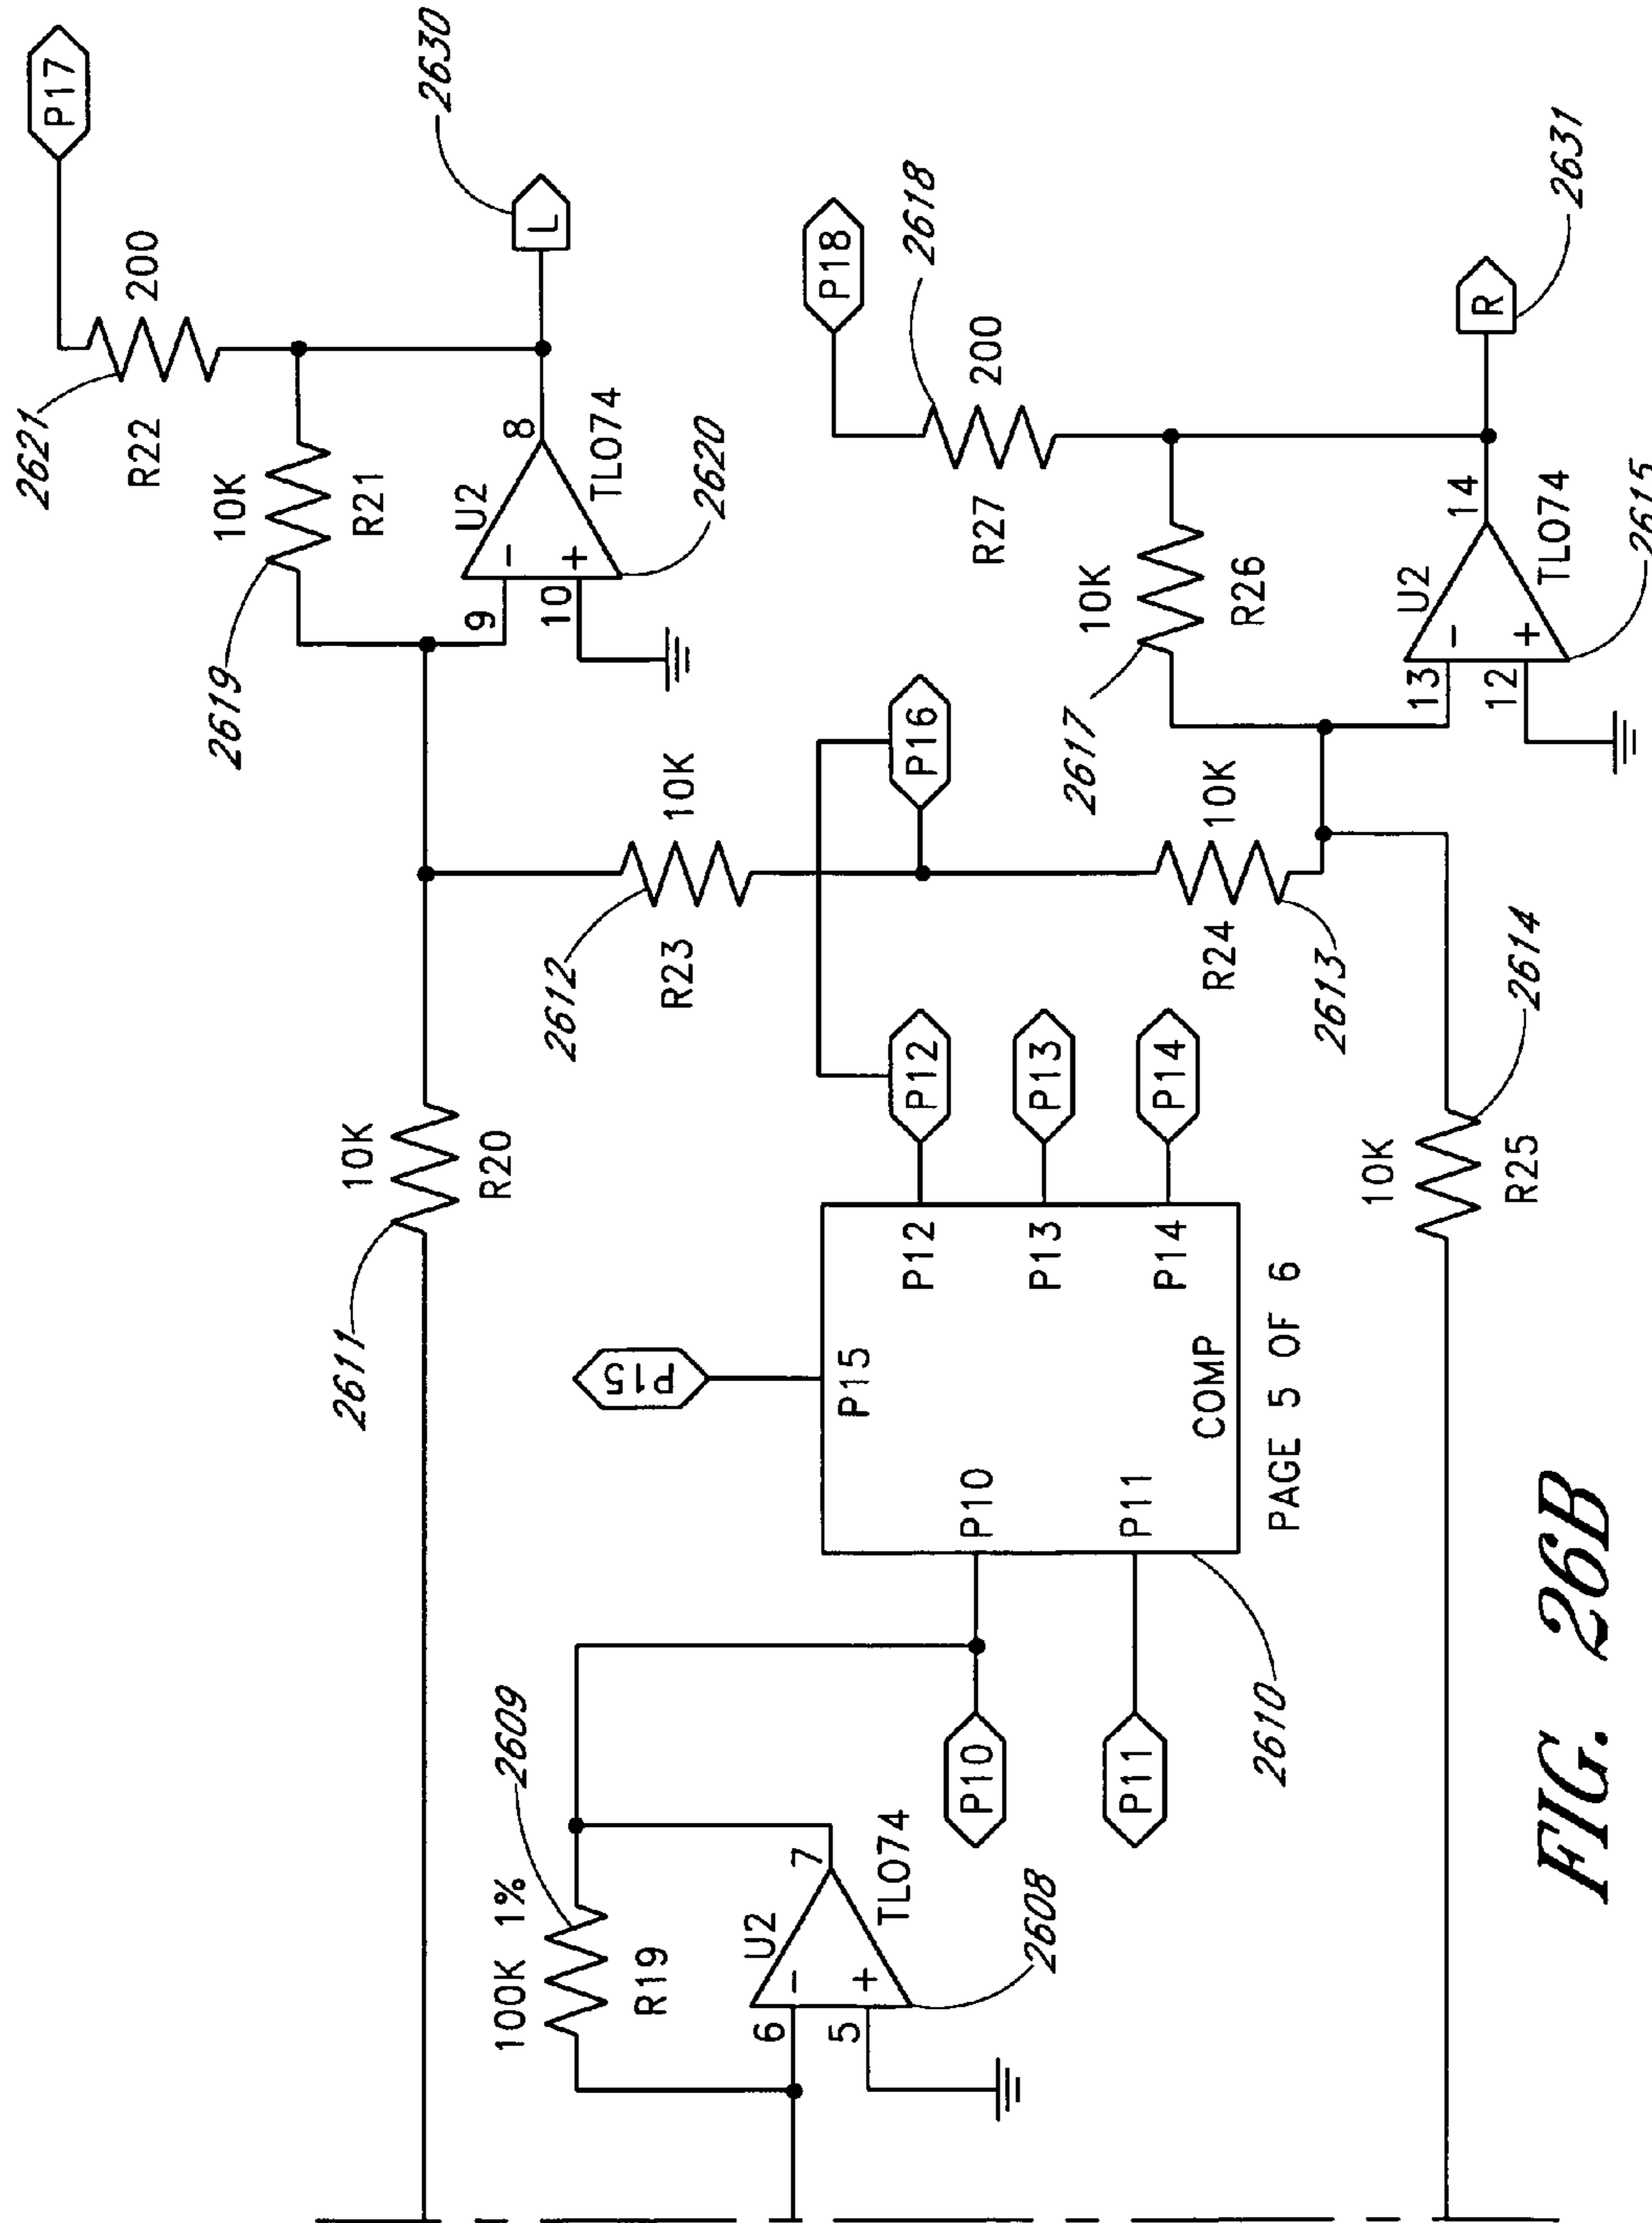 P17
2621
200
R22
2630
L
10K
R21
2619
U2
9
-
10
+
8
TL074
2620
P18
2618
200
R27
10K
R26
2617
R
2631
U2
13
-
12
+
14
TL074
2615
10K
R20
2611
10K
R23
2612
P16
10K
R24
2613
P12
P13
P14
P15
P15
P12
P13
P14
P10
P11
COMP
PAGE 5 OF 6
2610
P10
P11
100K 1%
R19
2609
U2
6
-
5
+
7
TL074
2608
10K
R25
2614
FIG. 26B